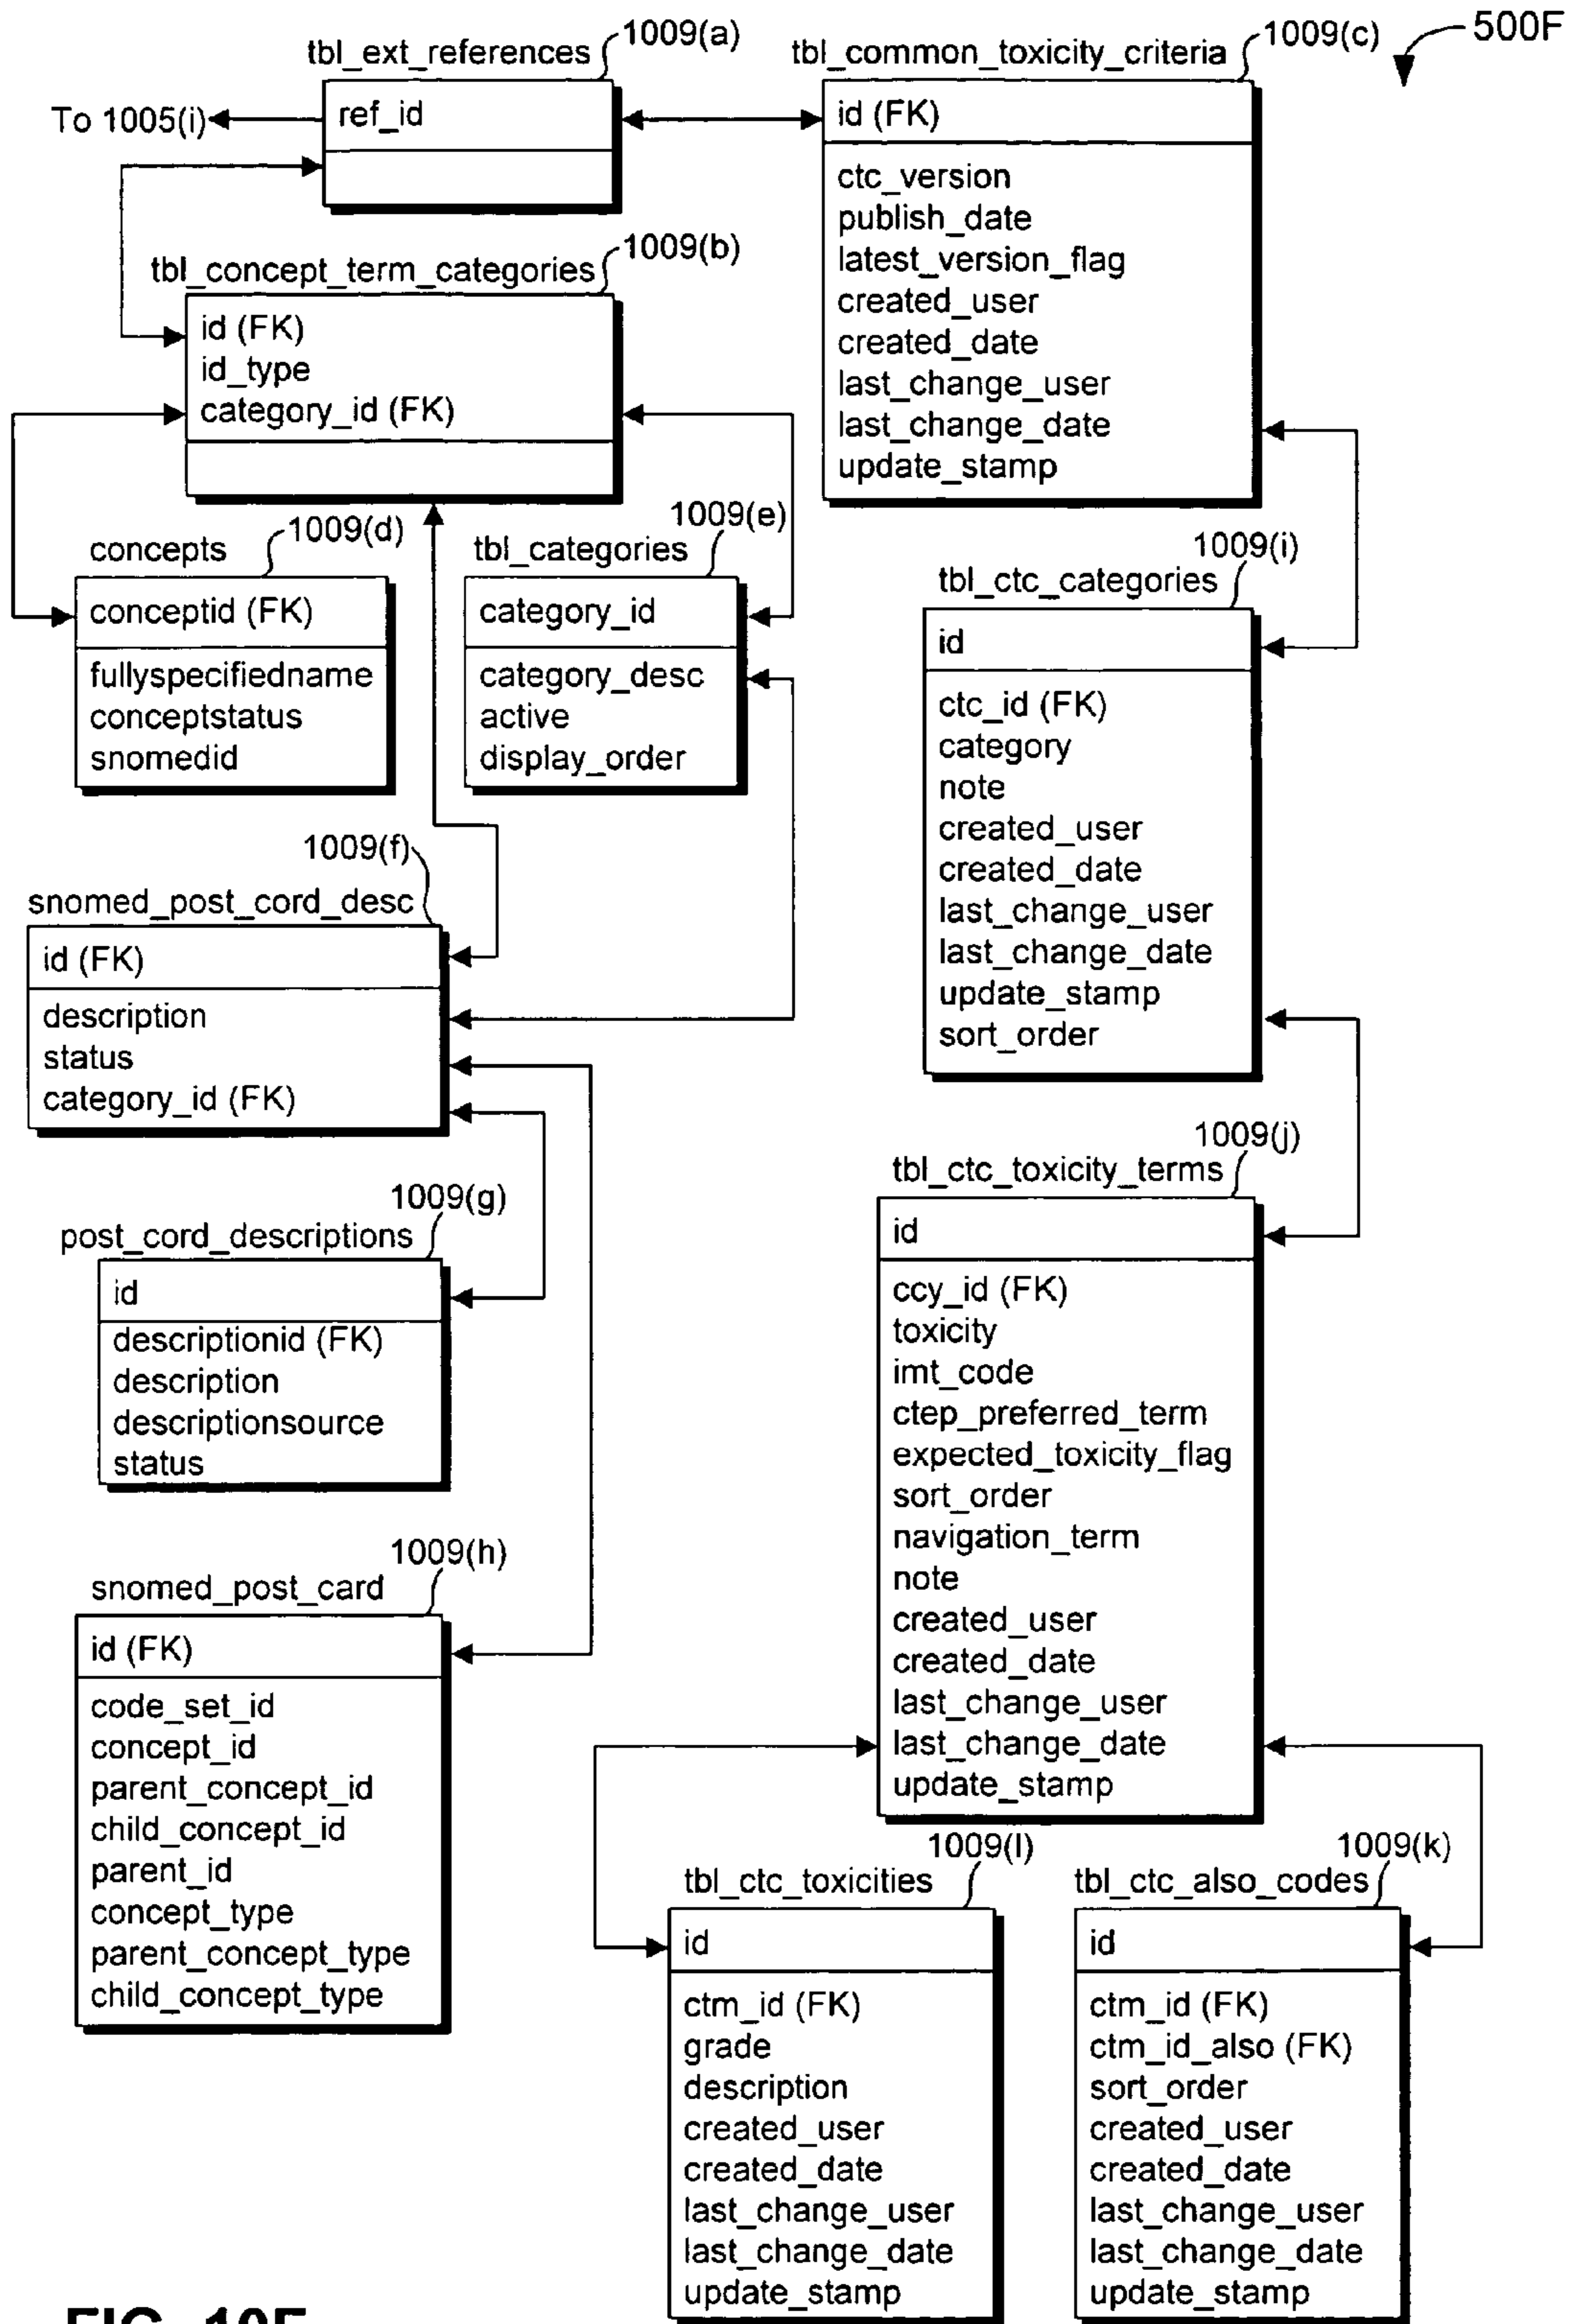 500F
1009(a)
tbl_ext_references
To 1005(i)
ref_id
1009(c)
tbl_common_toxicity_criteria
id (FK)
ctc_version
publish_date
latest_version_flag
created_user
created_date
last_change_user
last_change_date
update_stamp
1009(b)
tbl_concept_term_categories
id (FK)
id_type
category_id (FK)
1009(d)
concepts
conceptid (FK)
fullyspecifiedname
conceptstatus
snomedid
1009(e)
tbl_categories
category_id
category_desc
active
display_order
1009(i)
tbl_ctc_categories
id
ctc_id (FK)
category
note
created_user
created_date
last_change_user
last_change_date
update_stamp
sort_order
1009(f)
snomed_post_cord_desc
id (FK)
description
status
category_id (FK)
1009(g)
post_cord_descriptions
id
descriptionid (FK)
description
descriptionsource
status
1009(h)
snomed_post_card
id (FK)
code_set_id
concept_id
parent_concept_id
child_concept_id
parent_id
concept_type
parent_concept_type
child_concept_type
1009(j)
tbl_ctc_toxicity_terms
id
ccy_id (FK)
toxicity
imt_code
ctep_preferred_term
expected_toxicity_flag
sort_order
navigation_term
note
created_user
created_date
last_change_user
last_change_date
update_stamp
1009(l)
tbl_ctc_toxicities
id
ctm_id (FK)
grade
description
created_user
created_date
last_change_user
last_change_date
update_stamp
1009(k)
tbl_ctc_also_codes
id
ctm_id (FK)
ctm_id_also (FK)
sort_order
created_user
created_date
last_change_user
last_change_date
update_stamp